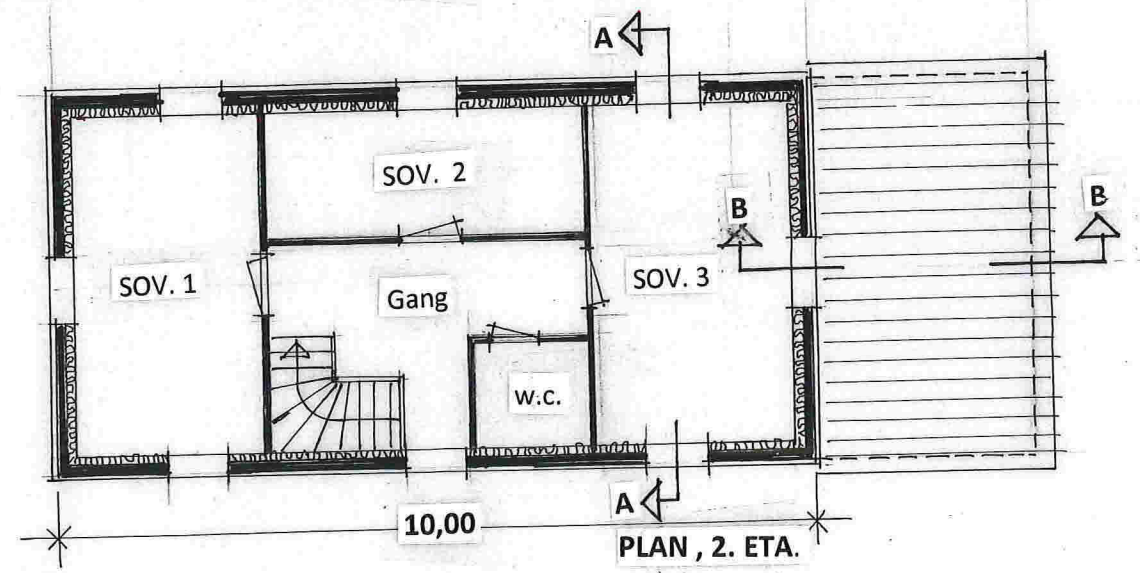 A
SOV. 2
B
B
SOV. 1
Gang
SOV. 3
w.c.
A
10,00
PLAN , 2. ETA.